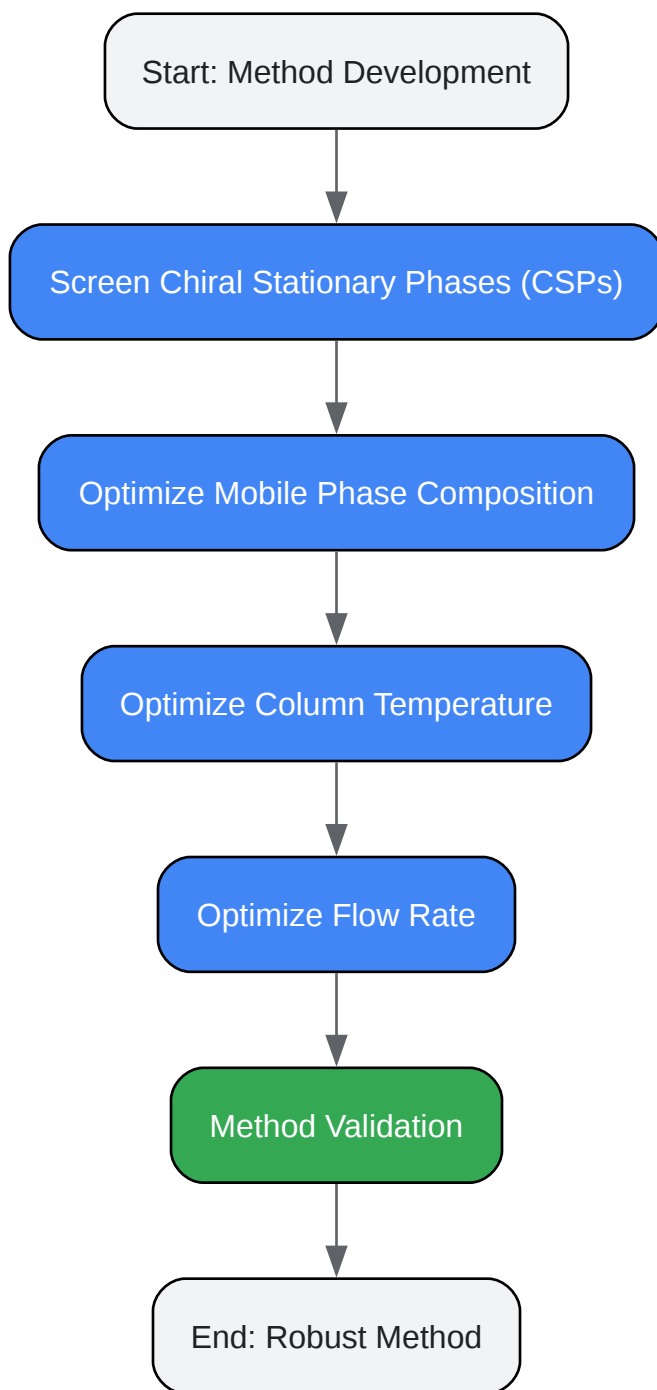 Start: Method Development
Screen Chiral Stationary Phases (CSPs)
Optimize Mobile Phase Composition
Optimize Column Temperature
Optimize Flow Rate
Method Validation
End: Robust Method